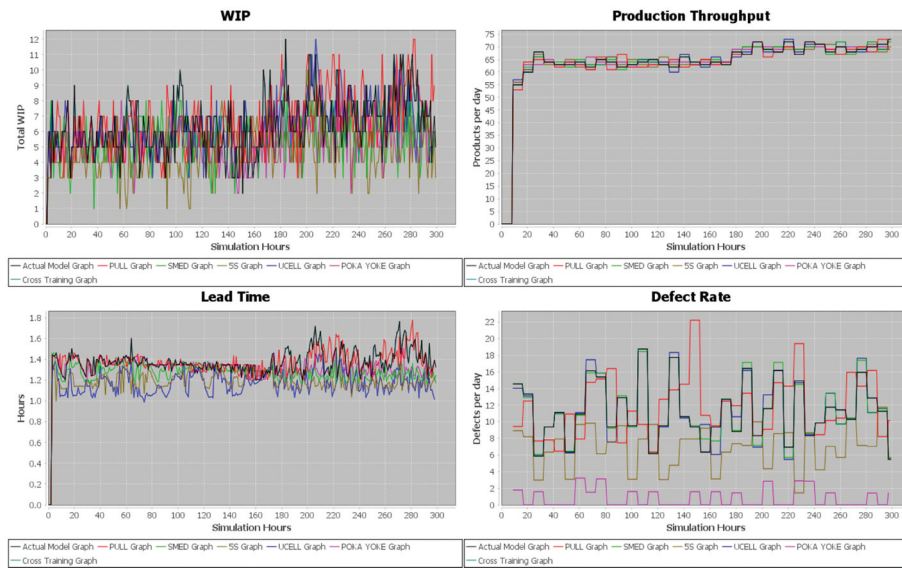 WIP
Total WIP
12
11
10
9
8
7
6
5
4
3
2
1
0
0 20 40 60 80 100 120 140 160 180 200 220 240 260 280 300
Simulation Hours
Actual Model Graph PULL Graph SMED Graph 5S Graph UCELL Graph POKA YOKE Graph
Cross Training Graph
Production Throughput
Products per day
75
70
65
60
55
50
45
40
35
30
25
20
15
10
5
0
0 20 40 60 80 100 120 140 160 180 200 220 240 260 280 300
Simulation Hours
Actual Model Graph PULL Graph SMED Graph 5S Graph UCELL Graph POKA YOKE Graph
Cross Training Graph
Lead Time
Hours
1.8
1.6
1.4
1.2
1.0
0.8
0.6
0.4
0.2
0.0
0 20 40 60 80 100 120 140 160 180 200 220 240 260 280 300
Simulation Hours
Actual Model Graph PULL Graph SMED Graph 5S Graph UCELL Graph POKA YOKE Graph
Cross Training Graph
Defect Rate
Defects per day
22
20
18
16
14
12
10
8
6
4
2
0
0 20 40 60 80 100 120 140 160 180 200 220 240 260 280 300
Simulation Hours
Actual Model Graph PULL Graph SMED Graph 5S Graph UCELL Graph POKA YOKE Graph
Cross Training Graph